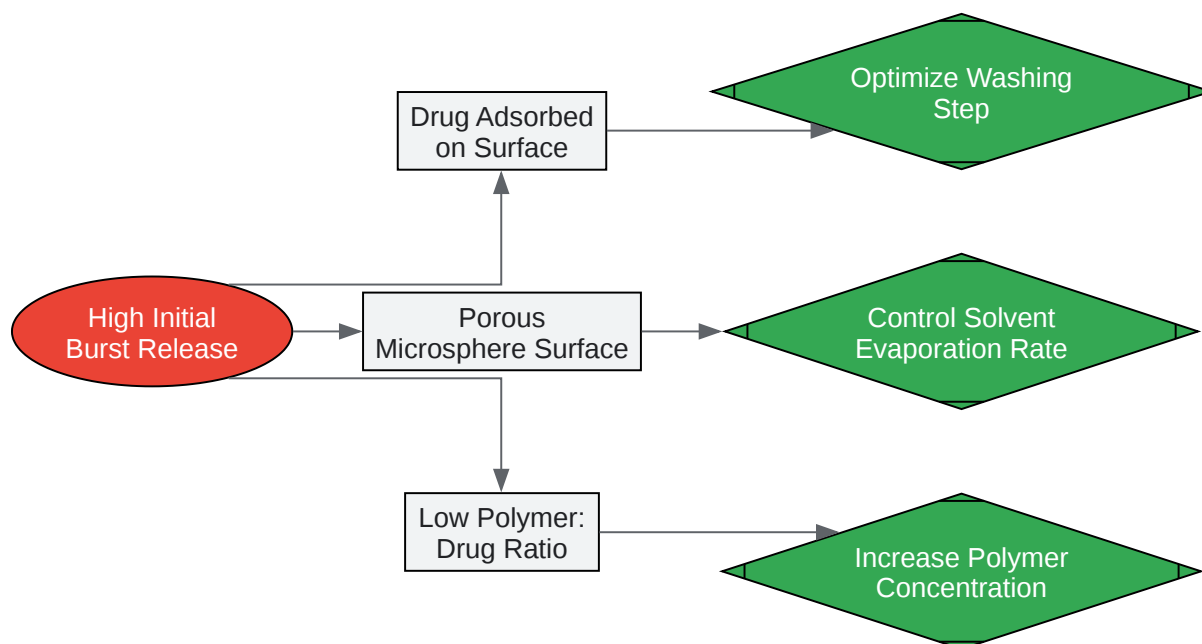 High Initial
Burst Release
Drug Adsorbed
on Surface
Optimize Washing
Step
Porous
Microsphere Surface
Control Solvent
Evaporation Rate
Low Polymer:
Drug Ratio
Increase Polymer
Concentration